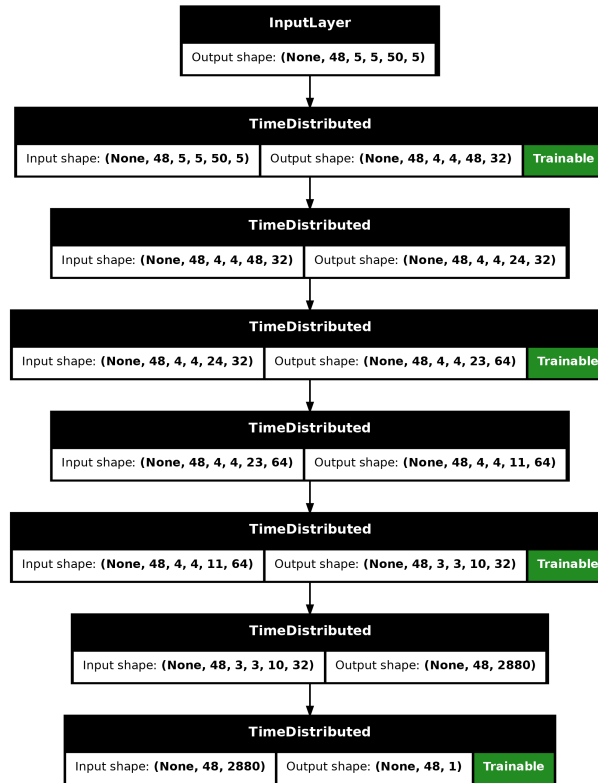 InputLayer
Output shape: (None, 48, 5, 5, 50, 5)
TimeDistributed
Input shape: (None, 48, 5, 5, 50, 5) Output shape: (None, 48, 4, 4, 48, 32) Trainable
TimeDistributed
Input shape: (None, 48, 4, 4, 48, 32) Output shape: (None, 48, 4, 4, 24, 32)
TimeDistributed
Input shape: (None, 48, 4, 4, 24, 32) Output shape: (None, 48, 4, 4, 23, 64) Trainable
TimeDistributed
Input shape: (None, 48, 4, 4, 23, 64) Output shape: (None, 48, 4, 4, 11, 64)
TimeDistributed
Input shape: (None, 48, 4, 4, 11, 64) Output shape: (None, 48, 3, 3, 10, 32) Trainable
TimeDistributed
Input shape: (None, 48, 3, 3, 10, 32) Output shape: (None, 48, 2880)
TimeDistributed
Input shape: (None, 48, 2880) Output shape: (None, 48, 1) Trainable